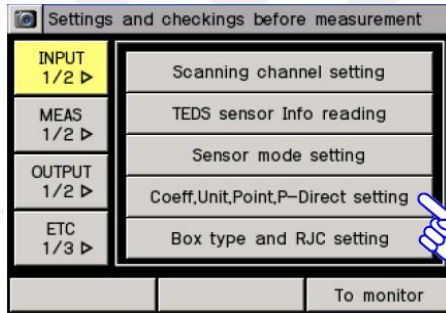 Settings and checkings before measurement
INPUT
1/2 ▷
MEAS
1/2 ▷
OUTPUT
1/2 ▷
ETC
1/3 ▷
Scanning channel setting
TEDS sensor Info reading
Sensor mode setting
Coeff,Unit,Point,P-Direct setting
Box type and RJC setting
To monitor